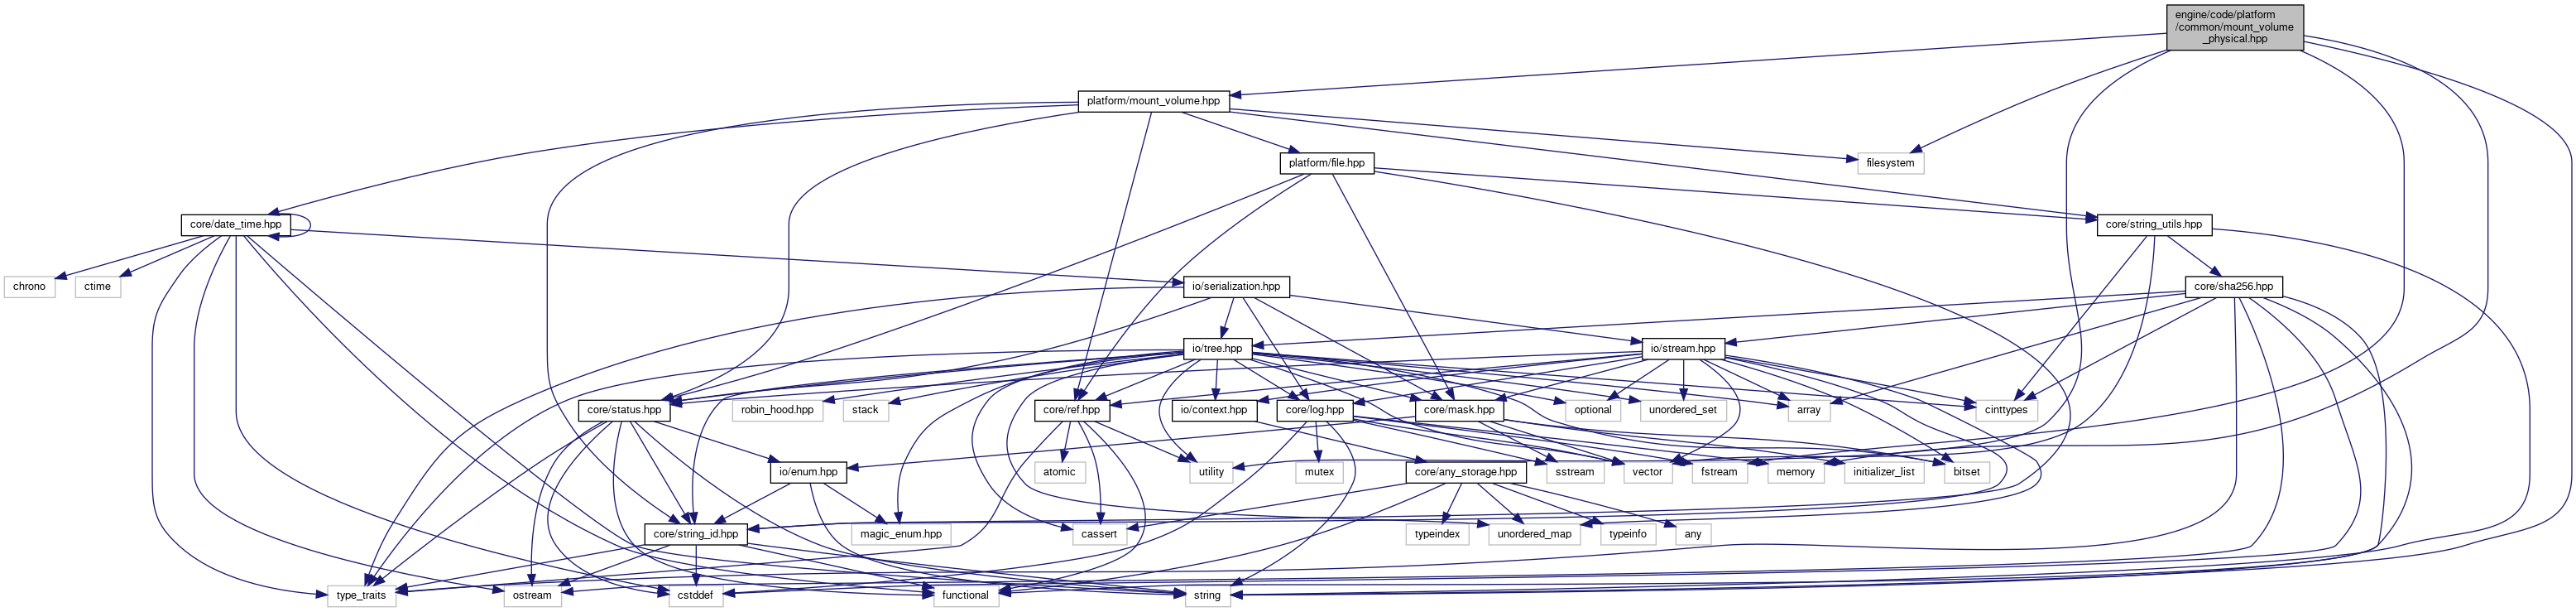 engine/code/platform
/common/mount_volume
_physical.hpp
platform/mount_volume.hpp
platform/file.hpp
filesystem
core/date_time.hpp
core/string_utils.hpp
chrono
ctime
io/serialization.hpp
core/sha256.hpp
io/tree.hpp
io/stream.hpp
core/status.hpp
robin_hood.hpp
stack
core/ref.hpp
io/context.hpp
core/log.hpp
core/mask.hpp
optional
unordered_set
array
cinttypes
io/enum.hpp
atomic
utility
mutex
core/any_storage.hpp
sstream
vector
fstream
memory
initializer_list
bitset
core/string_id.hpp
magic_enum.hpp
cassert
typeindex
unordered_map
typeinfo
any
type_traits
ostream
cstddef
functional
string